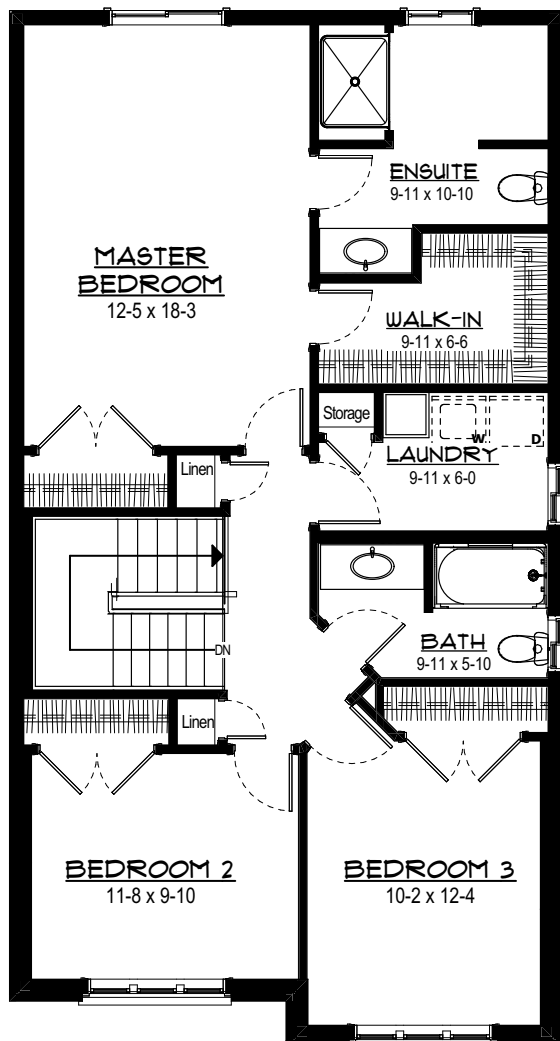 ENSUITE
9-11 x 10-10
MASTER
BEDROOM
12-5 x 18-3
WALK-IN
9-11 x 6-6
Storage
W.
D.
LAUNDRY
9-11 x 6-0
Linen
BATH
9-11 x 5-10
DN
Linen
BEDROOM 2
11-8 x 9-10
BEDROOM 3
10-2 x 12-4